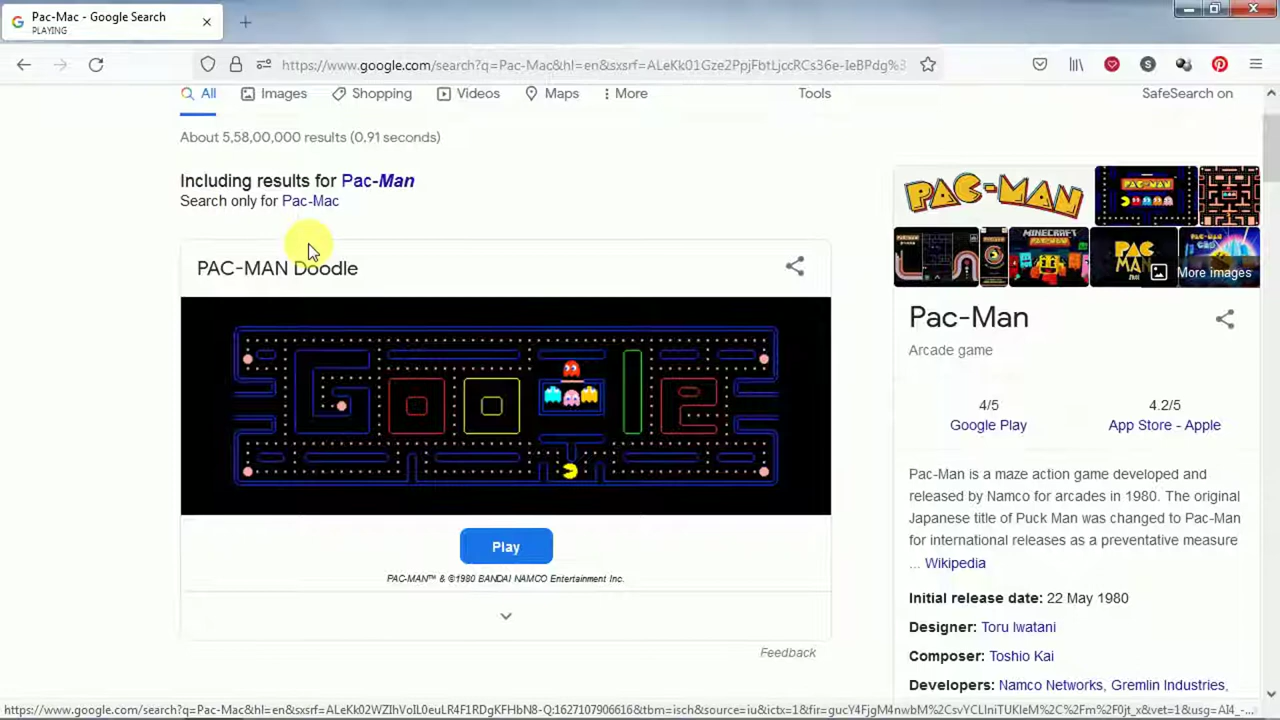 Pac-Mac - Google Search
PLAYING
https://www.google.com/search?q=Pac-Mac&hl=en&sxsrf=ALeKk01Gze2PpjFbtLjccRCs36e-IeBPdg%3
All
Images
Shopping
Videos
Maps
More
Tools
SafeSearch on
About 5,58,00,000 results (0.91 seconds)
Including results for Pac-Man
Search only for Pac-Mac
PAC-MAN Doodle
Play
PAC-MAN™ & ©1980 BANDAI NAMCO Entertainment Inc.
Feedback
PAC-MAN
MINECRAFT
PAC
MAN
More images
Pac-Man
Arcade game
4/5
Google Play
4.2/5
App Store - Apple
Pac-Man is a maze action game developed and
released by Namco for arcades in 1980. The original
Japanese title of Puck Man was changed to Pac-Man
for international releases as a preventative measure
... Wikipedia
Initial release date: 22 May 1980
Designer: Toru Iwatani
Composer: Toshio Kai
Developers: Namco Networks, Gremlin Industries,